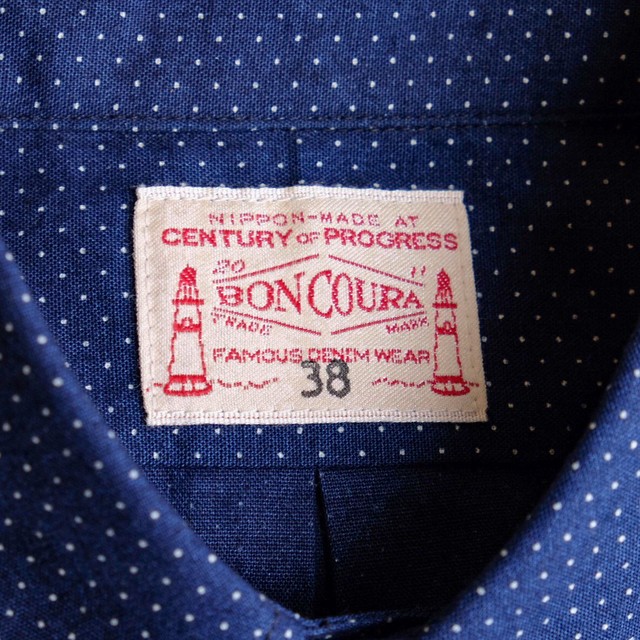 NIPPON-MADE AT
CENTURY OF PROGRESS
20 11
BONCOURA
TRADE MARK
FAMOUS DENIM WEAR
38